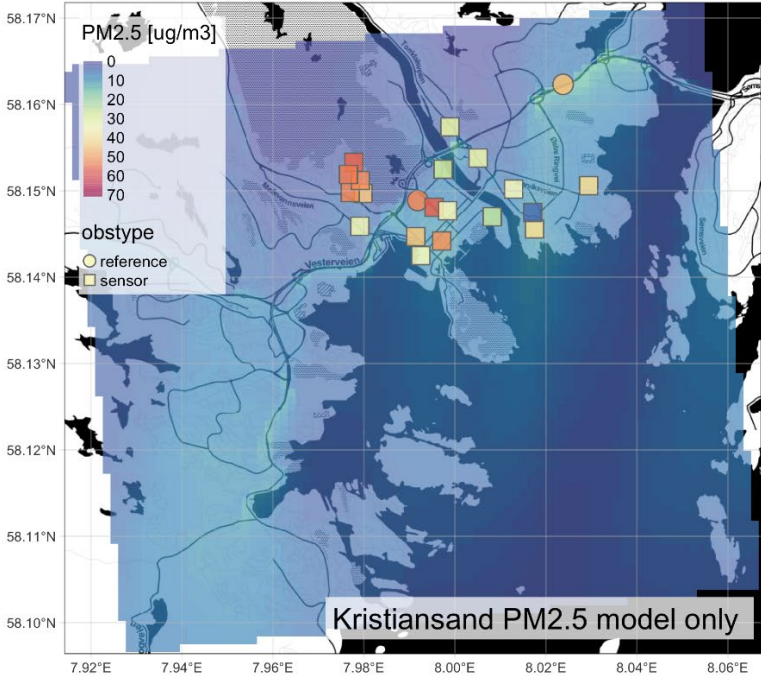 58.17°N
58.16°N
58.15°N
58.14°N
58.13°N
58.12°N
58.11°N
58.10°N
PM2.5 [ug/m3]
0
10
20
30
40
50
60
70
obstype
reference
sensor
Vesterveien
Østre Ringvei
Kristiansand PM2.5 model only
7.92°E
7.94°E
7.96°E
7.98°E
8.00°E
8.02°E
8.04°E
8.06°E